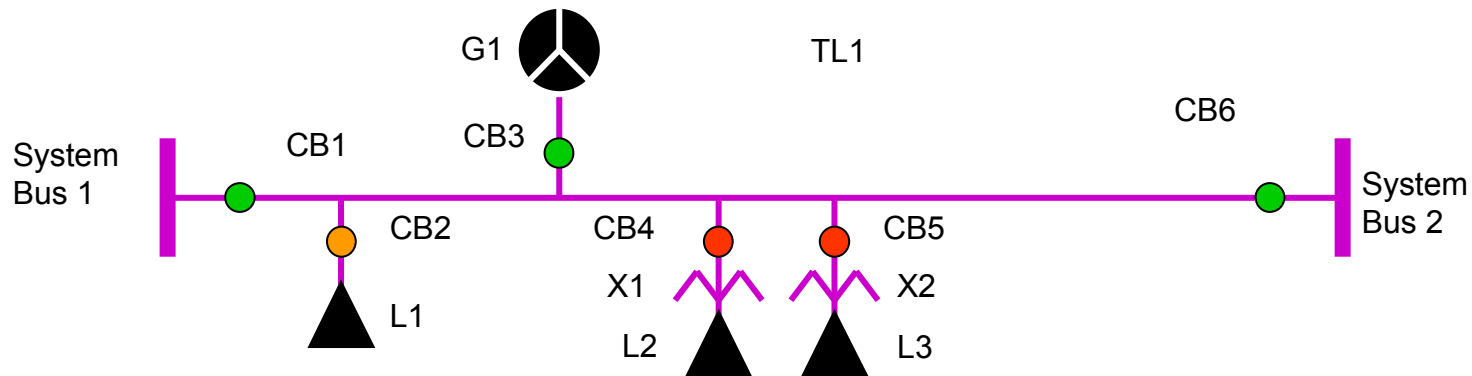 G1
TL1
CB6
CB1
CB3
System
Bus 1
System
Bus 2
CB2
CB4
CB5
X1
X2
L1
L2
L3